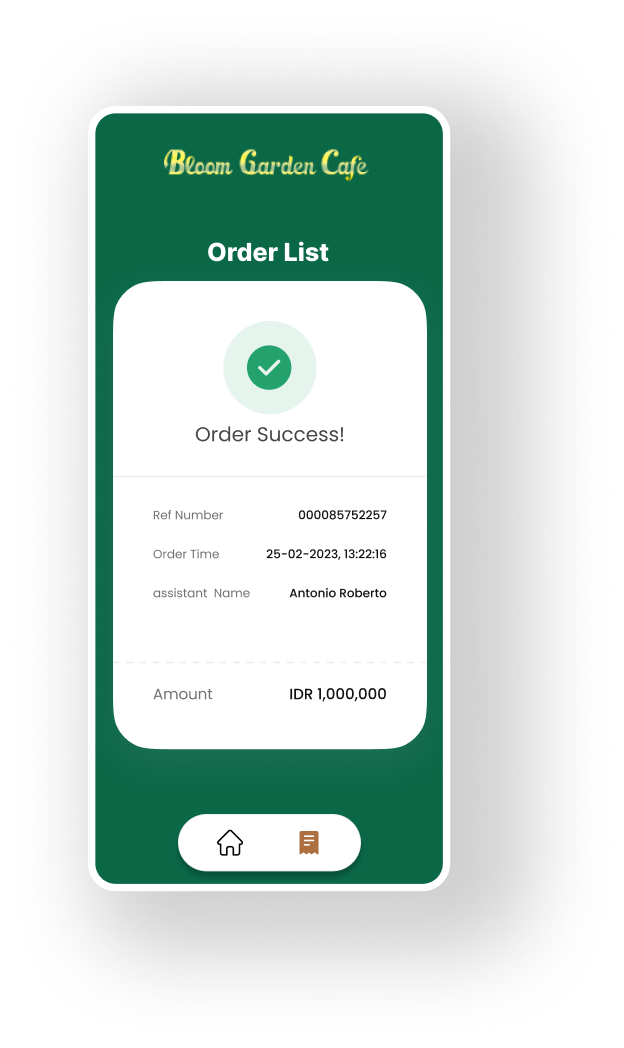 Bloom Garden Cafè
Order List
Order Success!
Ref Number 000085752257
Order Time 25-02-2023, 13:22:16
assistant Name Antonio Roberto
Amount IDR 1,000,000